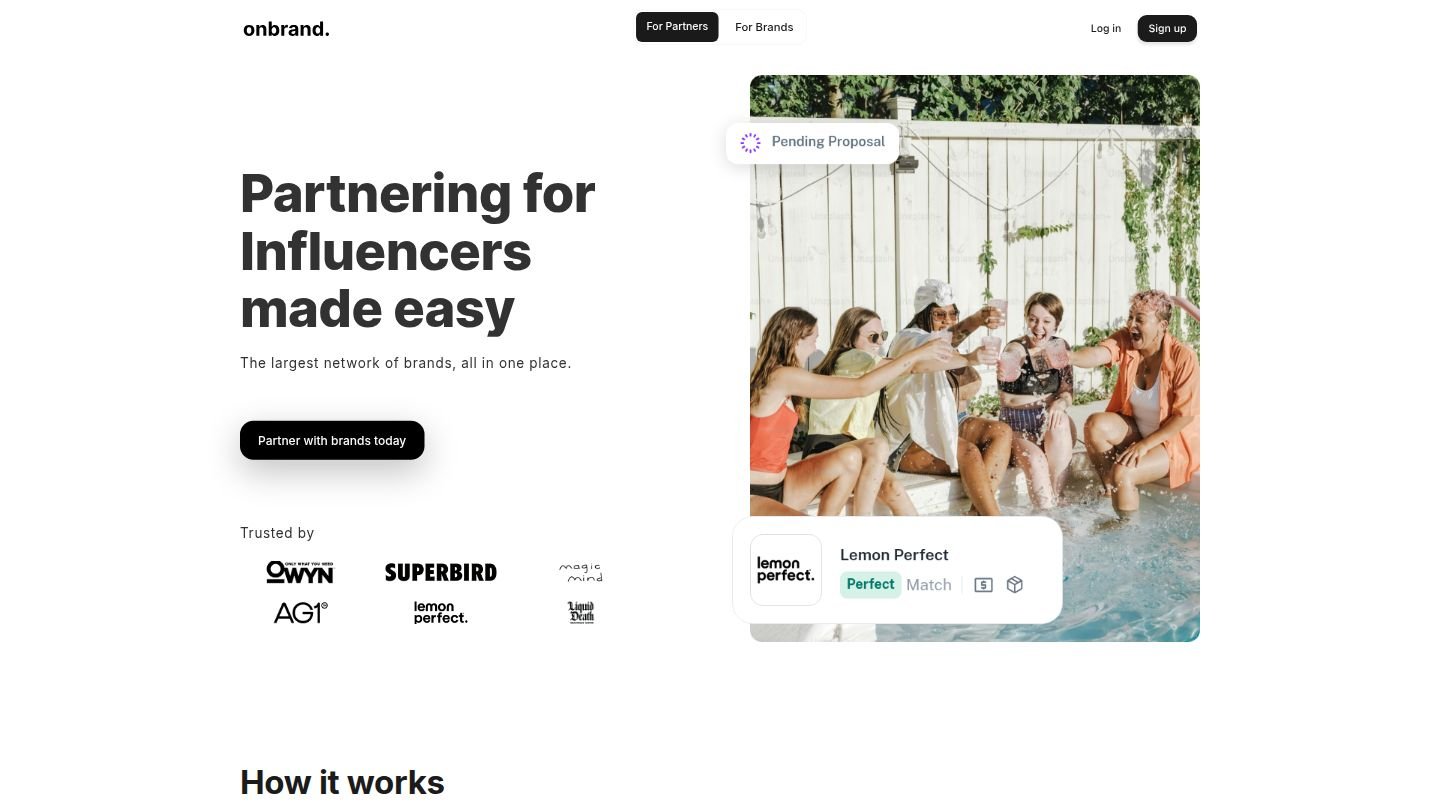 onbrand.
For Partners
For Brands
Log in
Sign up
Pending Proposal
Partnering for
Influencers
made easy
The largest network of brands, all in one place.
Partner with brands today
Trusted by
ONLY WHAT YOU NEED
OWYN
SUPERBIRD
magic
mind
AG1®
lemon
perfect.
Liquid
Death
lemon
perfect.
Lemon Perfect
Perfect Match
How it works